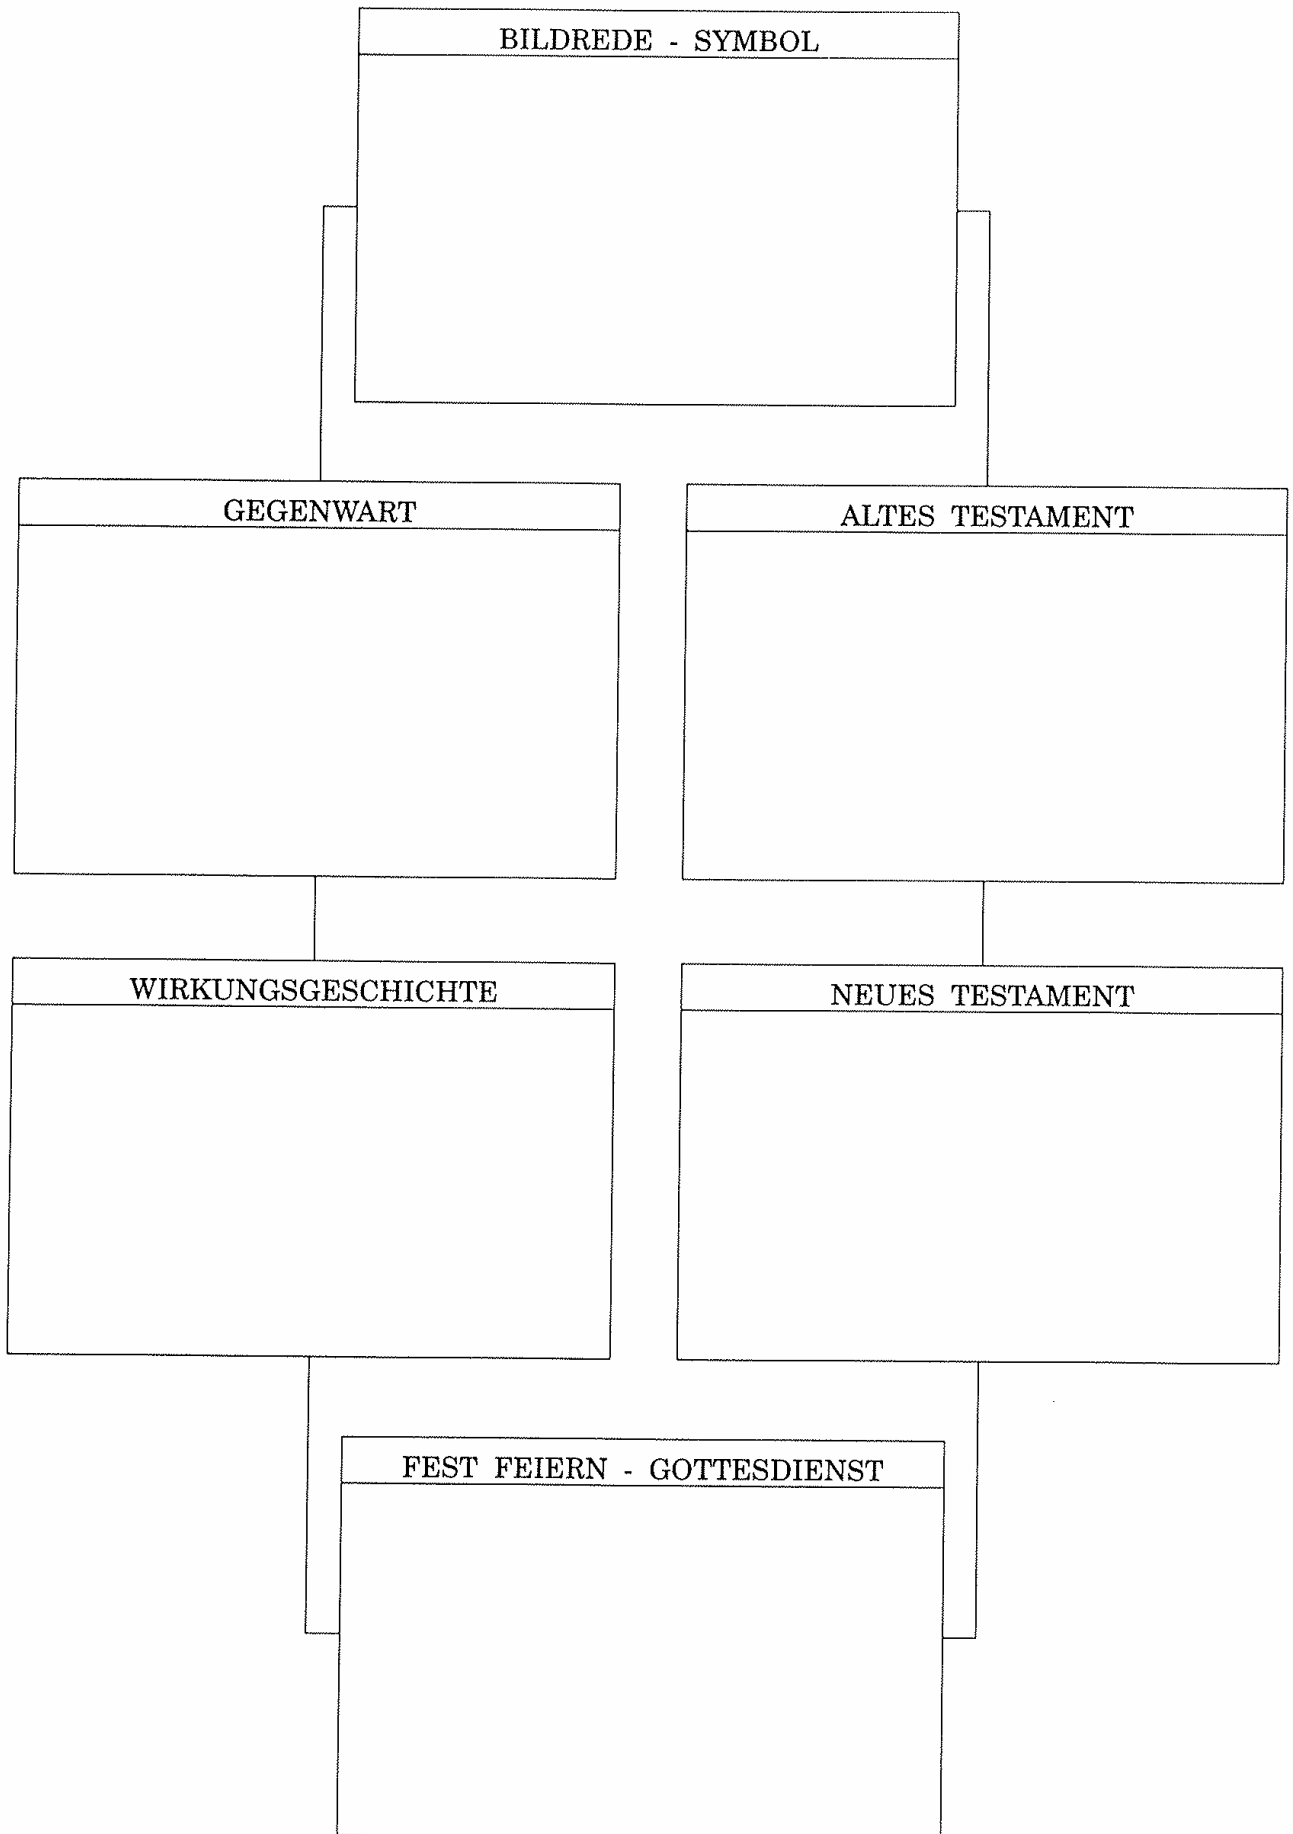 BILDREDE - SYMBOL
GEGENWART
ALTES TESTAMENT
WIRKUNGSGESCHICHTE
NEUES TESTAMENT
FEST FEIERN - GOTTESDIENST